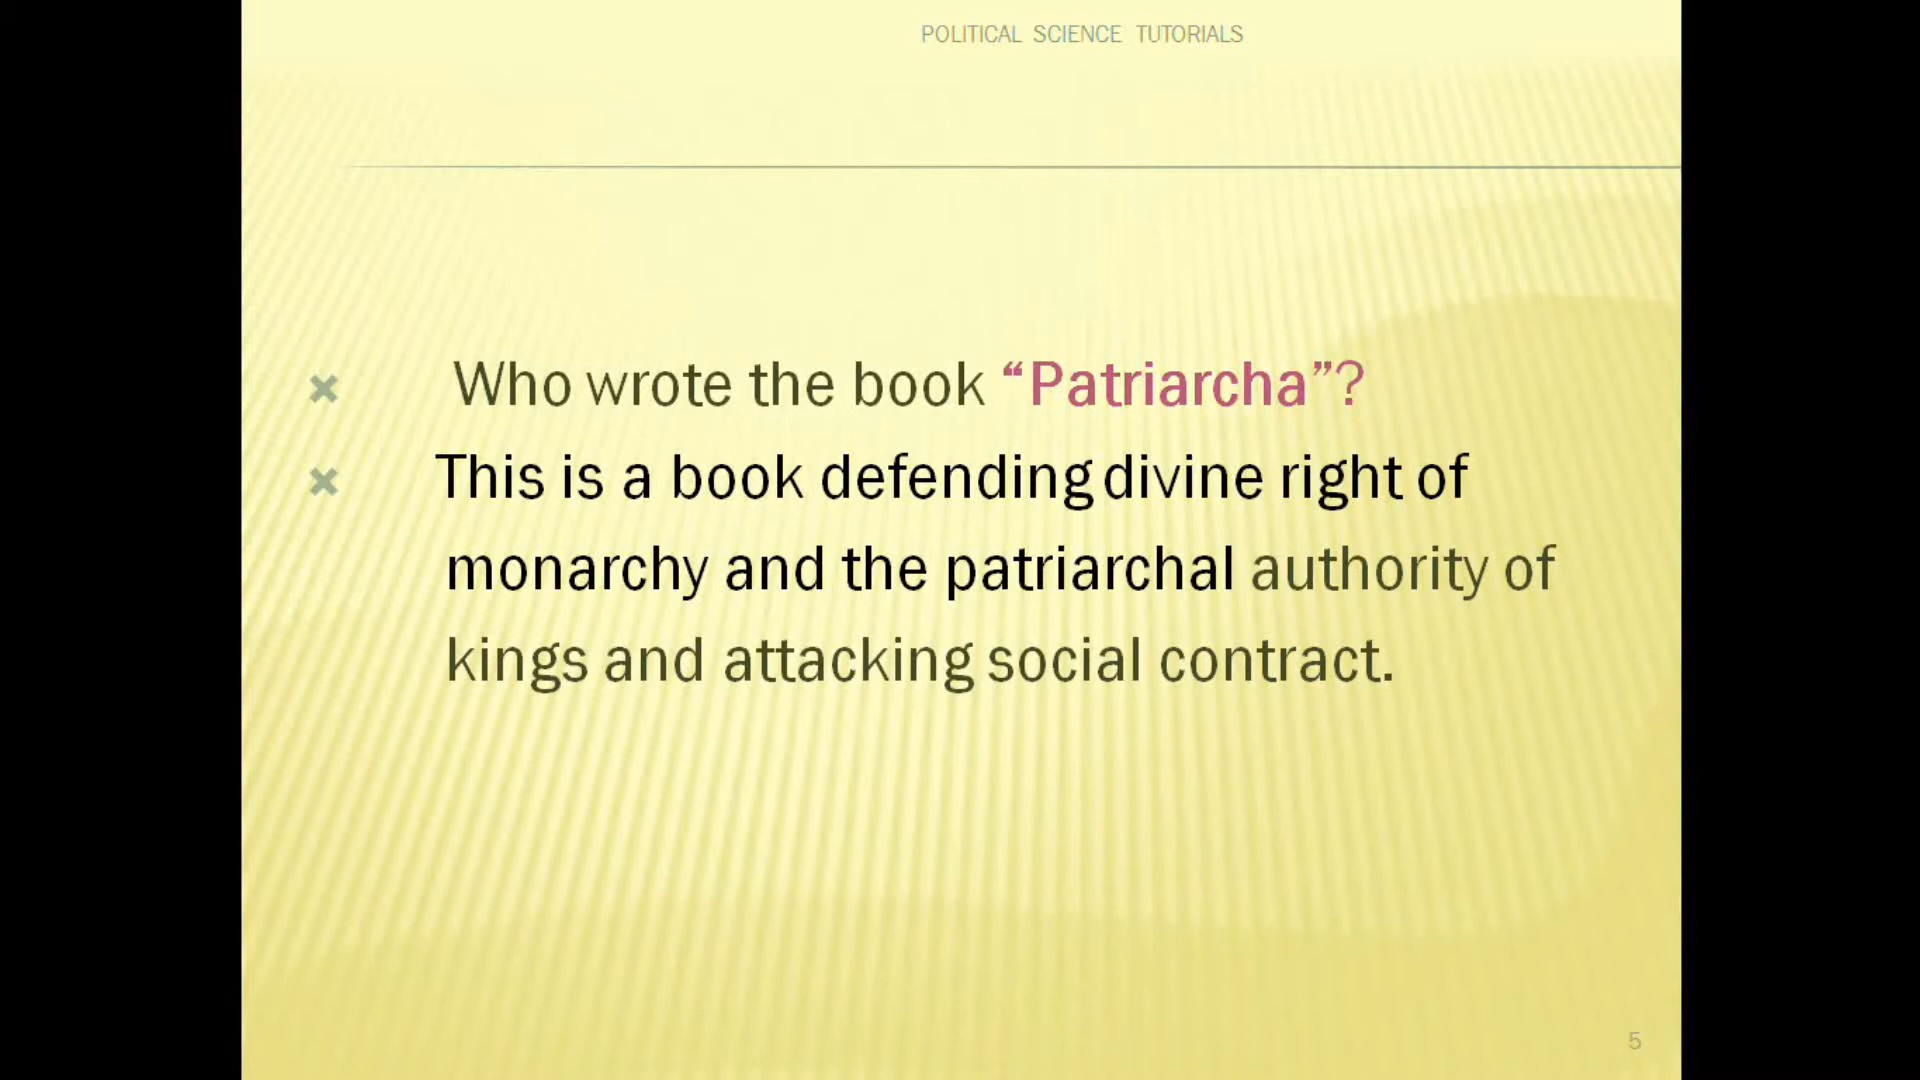 POLITICAL SCIENCE TUTORIALS
Who wrote the book “Patriarcha”?
This is a book defending divine right of
monarchy and the patriarchal authority of
kings and attacking social contract.
5